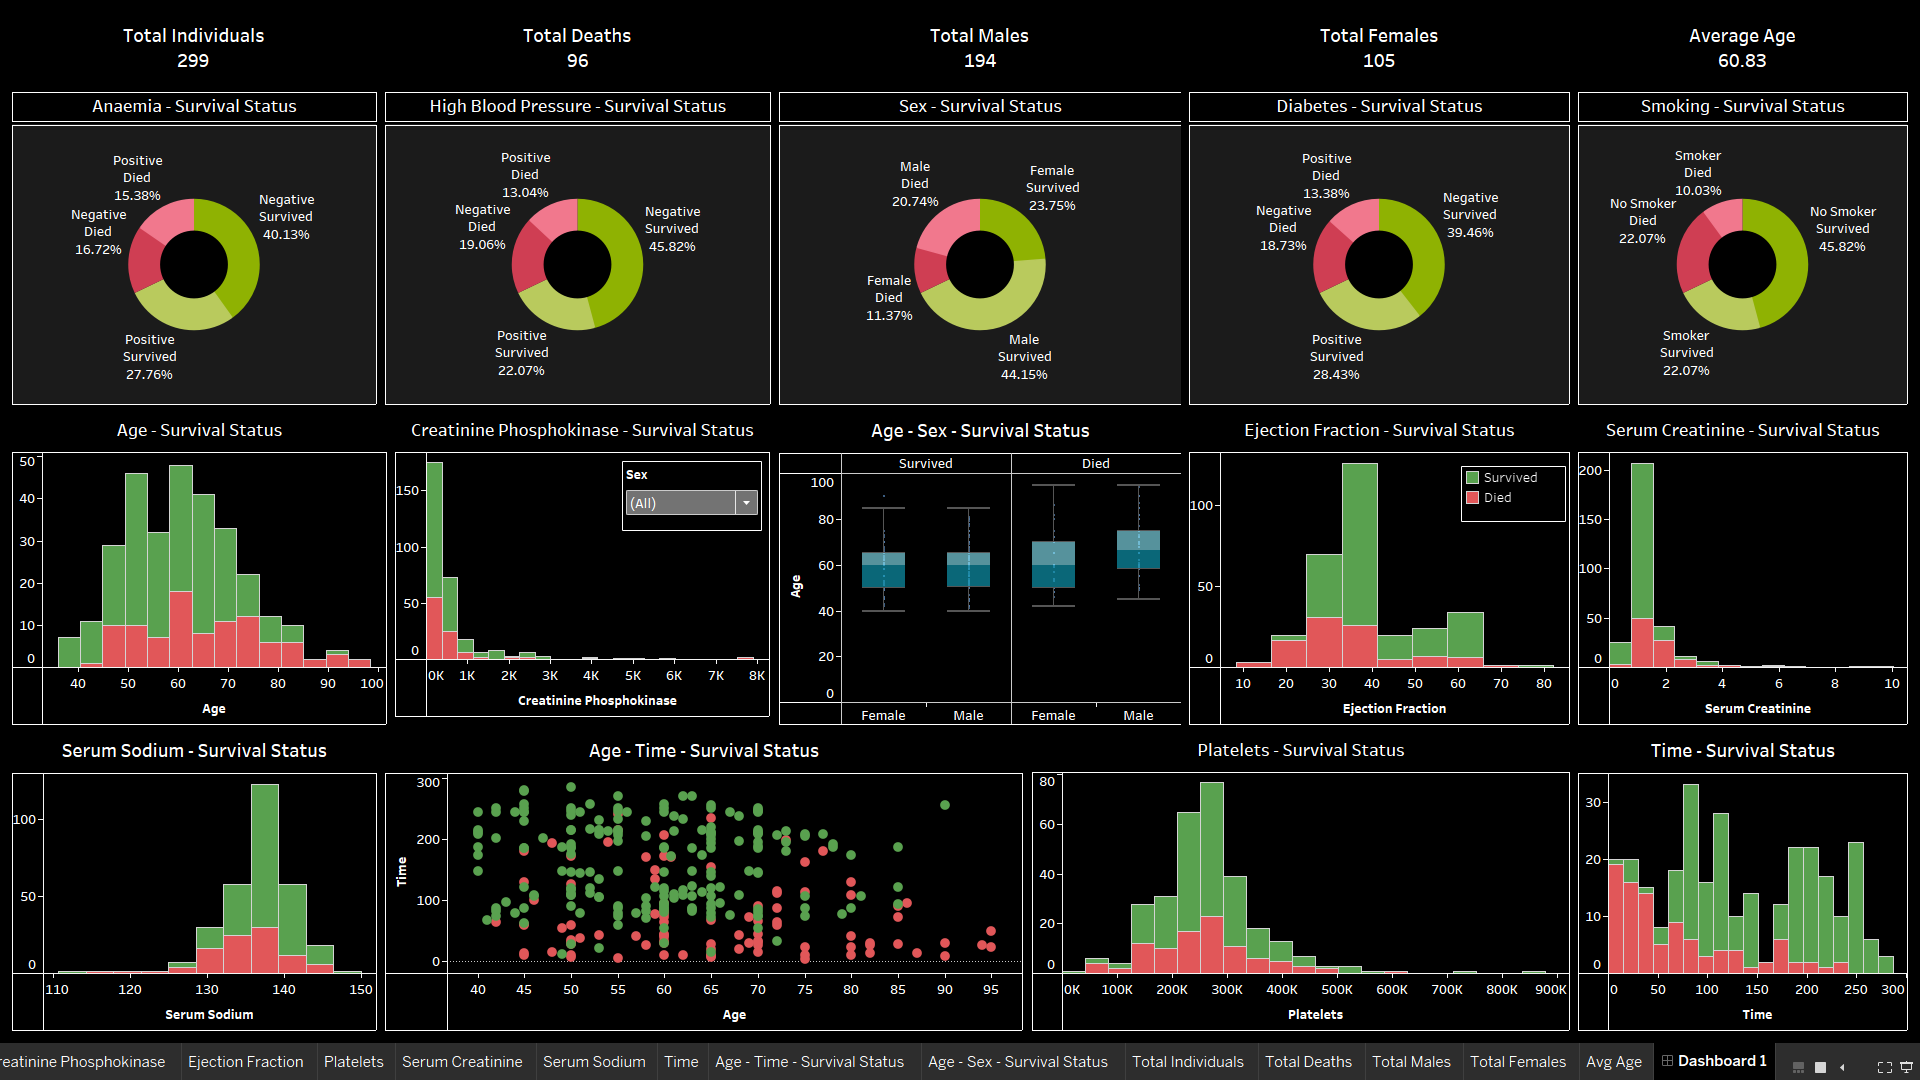 Total Individuals
299
Total Deaths
96
Total Males
194
Total Females
105
Average Age
60.83
Anaemia - Survival Status
Positive
Died
15.38%
Negative
Survived
40.13%
Negative
Died
16.72%
Positive
Survived
27.76%
High Blood Pressure - Survival Status
Positive
Died
13.04%
Negative
Survived
45.82%
Negative
Died
19.06%
Positive
Survived
22.07%
Sex - Survival Status
Male
Died
20.74%
Female
Survived
23.75%
Female
Died
11.37%
Male
Survived
44.15%
Diabetes - Survival Status
Positive
Died
13.38%
Negative
Survived
39.46%
Negative
Died
18.73%
Positive
Survived
28.43%
Smoking - Survival Status
Smoker
Died
10.03%
No Smoker
Died
22.07%
No Smoker
Survived
45.82%
Smoker
Survived
22.07%
Age - Survival Status
50
40
30
20
10
0
40 50 60 70 80 90 100
Age
Creatinine Phosphokinase - Survival Status
Sex
(All)
150
100
50
0
0K 1K 2K 3K 4K 5K 6K 7K 8K
Creatinine Phosphokinase
Age - Sex - Survival Status
Survived Died
100
80
60
40
20
0
Age
Female Male Female Male
Ejection Fraction - Survival Status
Survived
Died
100
50
0
10 20 30 40 50 60 70 80
Ejection Fraction
Serum Creatinine - Survival Status
200
150
100
50
0
0 2 4 6 8 10
Serum Creatinine
Serum Sodium - Survival Status
100
50
0
110 120 130 140 150
Serum Sodium
Age - Time - Survival Status
300
200
100
0
Time
40 45 50 55 60 65 70 75 80 85 90 95
Age
Platelets - Survival Status
80
60
40
20
0
0K 100K 200K 300K 400K 500K 600K 700K 800K 900K
Platelets
Time - Survival Status
30
20
10
0
0 50 100 150 200 250 300
Time
reatinine Phosphokinase Ejection Fraction Platelets Serum Creatinine Serum Sodium Time Age - Time - Survival Status Age - Sex - Survival Status Total Individuals Total Deaths Total Males Total Females Avg Age Dashboard 1